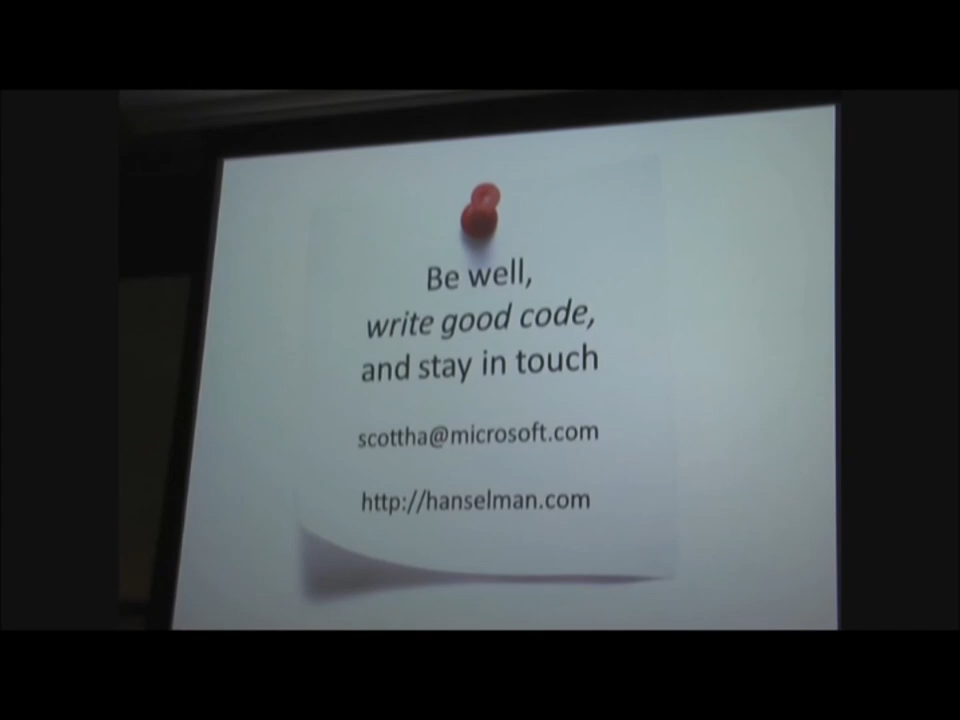 Be well,
write good code,
and stay in touch
scottha@microsoft.com
http://hanselman.com